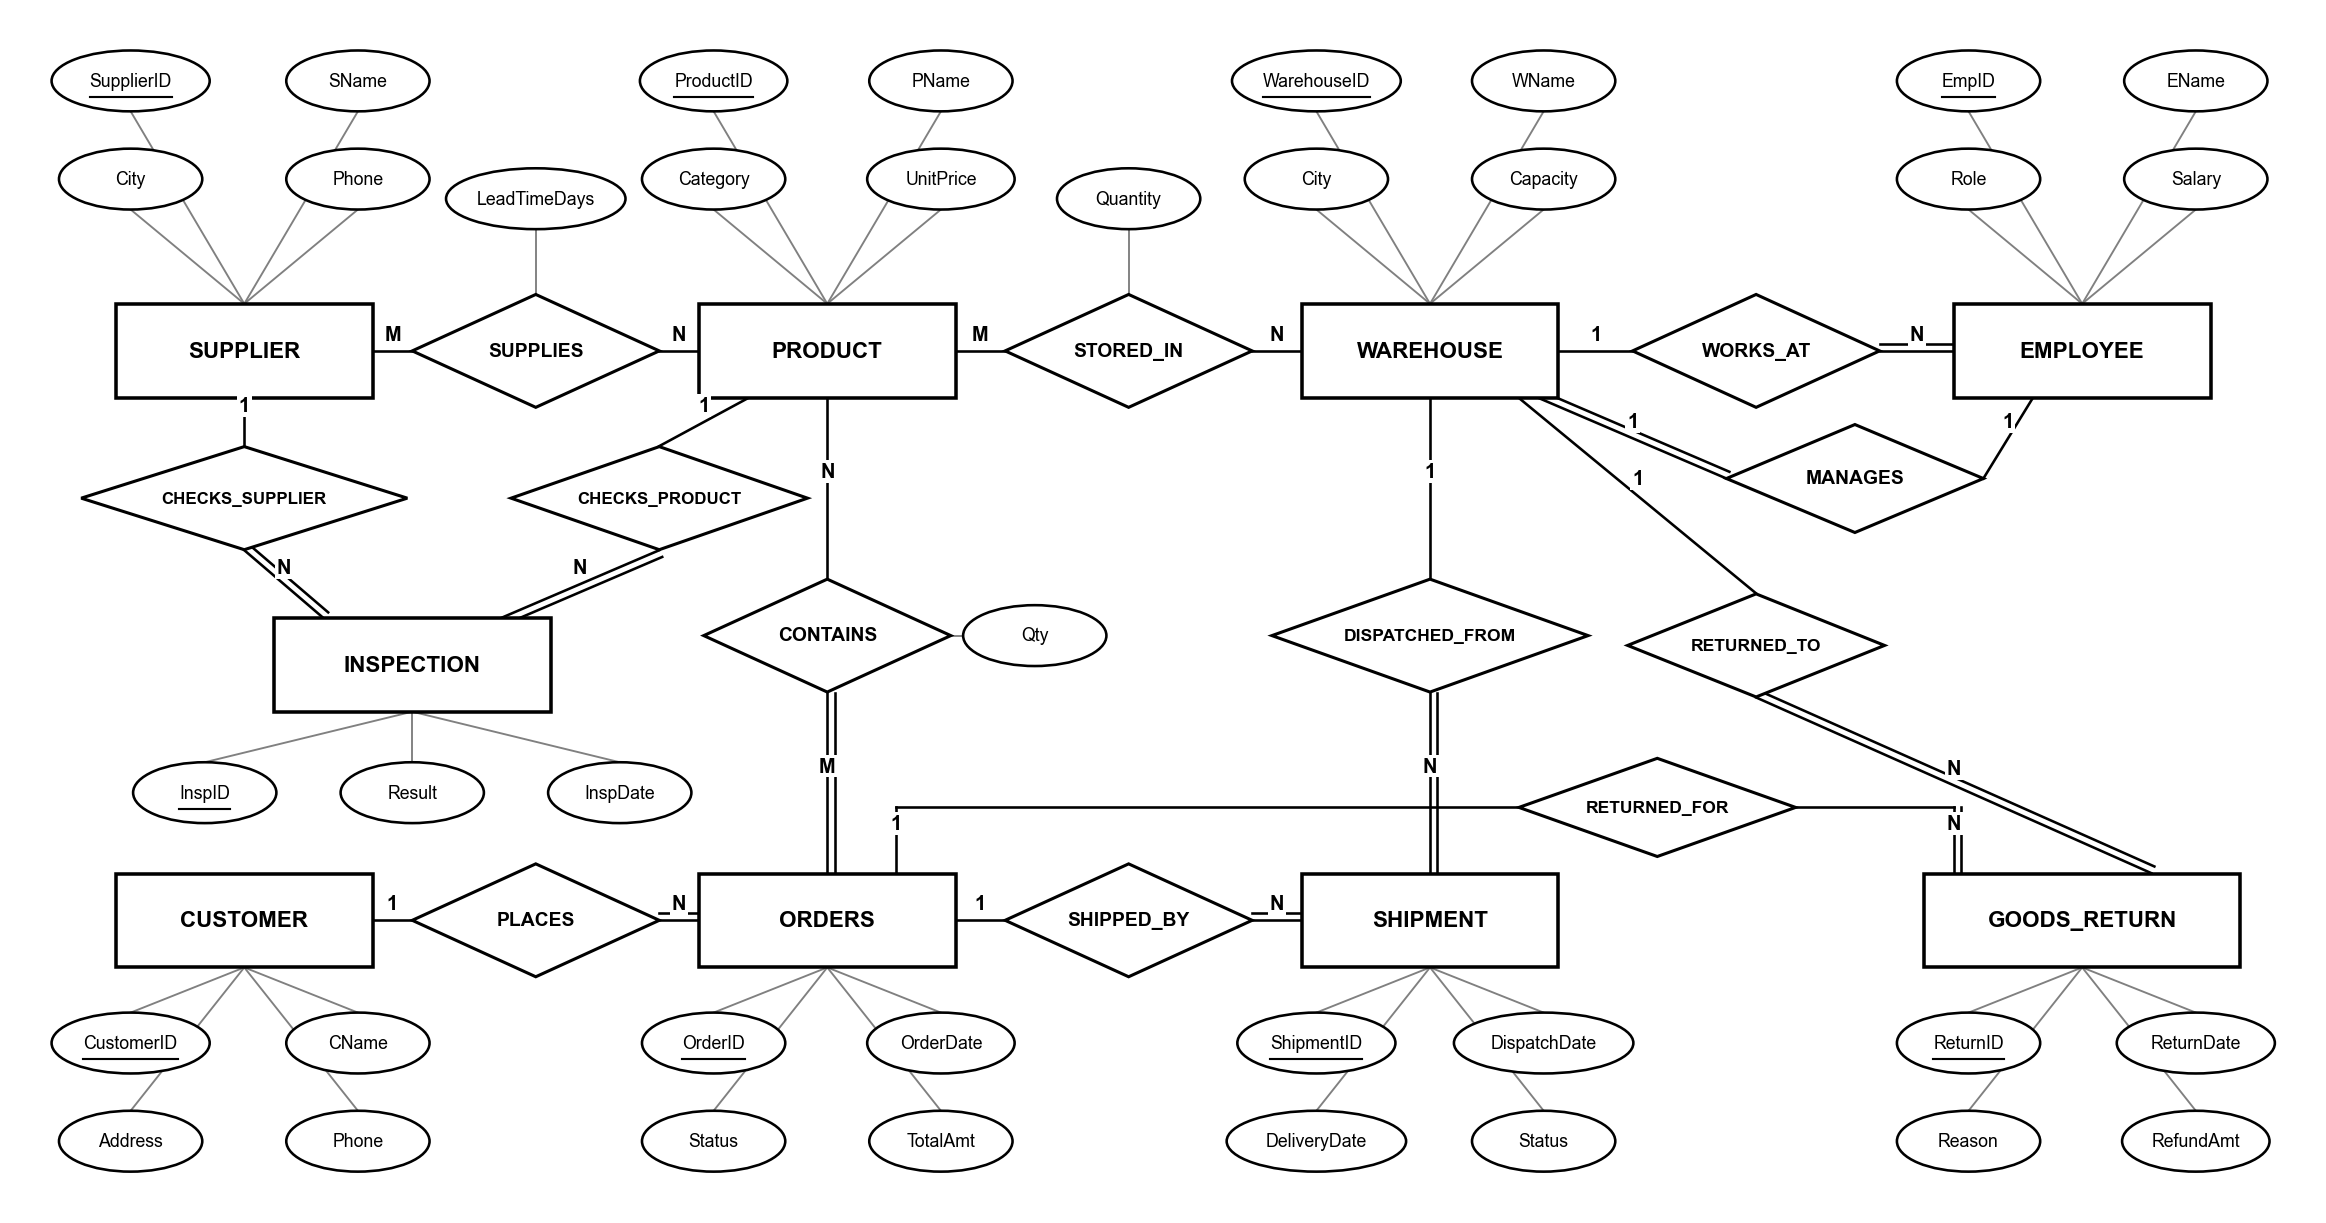 SupplierID
SName
ProductID
PName
WarehouseID
WName
EmpID
EName
City
Phone
LeadTimeDays
Category
UnitPrice
Quantity
City
Capacity
Role
Salary
SUPPLIER
M
SUPPLIES
N
PRODUCT
M
STORED_IN
N
WAREHOUSE
1
WORKS_AT
N
EMPLOYEE
1
1
1
1
CHECKS_SUPPLIER
CHECKS_PRODUCT
N
1
1
MANAGES
N
N
CONTAINS
Qty
DISPATCHED_FROM
RETURNED_TO
INSPECTION
InspID
Result
InspDate
M
N
N
1
RETURNED_FOR
N
CUSTOMER
1
PLACES
N
ORDERS
1
SHIPPED_BY
N
SHIPMENT
GOODS_RETURN
CustomerID
CName
OrderID
OrderDate
ShipmentID
DispatchDate
ReturnID
ReturnDate
Address
Phone
Status
TotalAmt
DeliveryDate
Status
Reason
RefundAmt